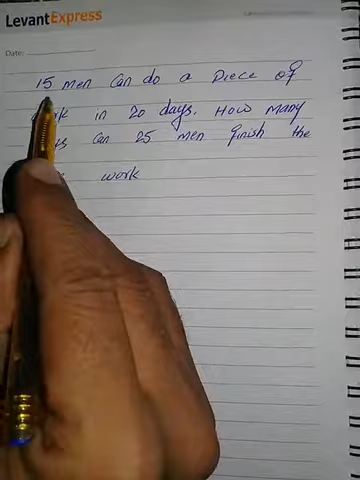 LevantExpress
Date:
15 men can do a piece of
in 20 days. How many
can 25 men finish the
work